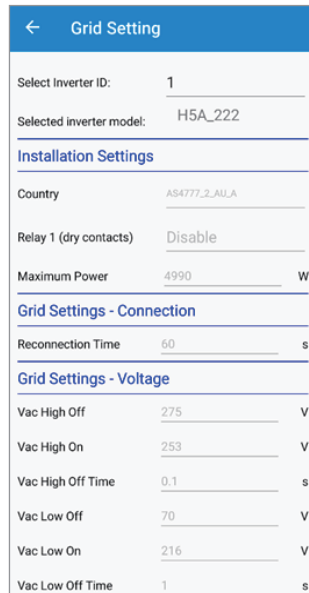 ← Grid Setting
Select Inverter ID: 1
Selected inverter model: H5A_222
Installation Settings
Country AS4777_2_AU_A
Relay 1 (dry contacts) Disable
Maximum Power 4990 W
Grid Settings - Connection
Reconnection Time 60 s
Grid Settings - Voltage
Vac High Off 275 V
Vac High On 253 V
Vac High Off Time 0.1 s
Vac Low Off 70 V
Vac Low On 216 V
Vac Low Off Time 1 s